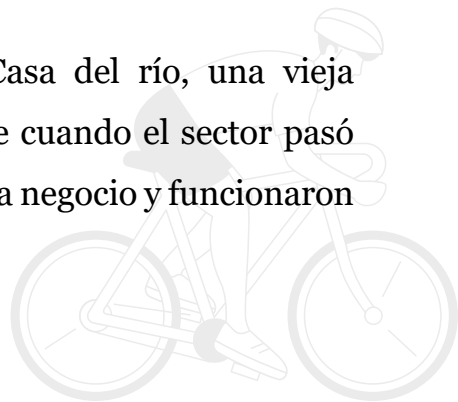 Casa del río, una vieja
cuando el sector pasó
negocio y funcionaron